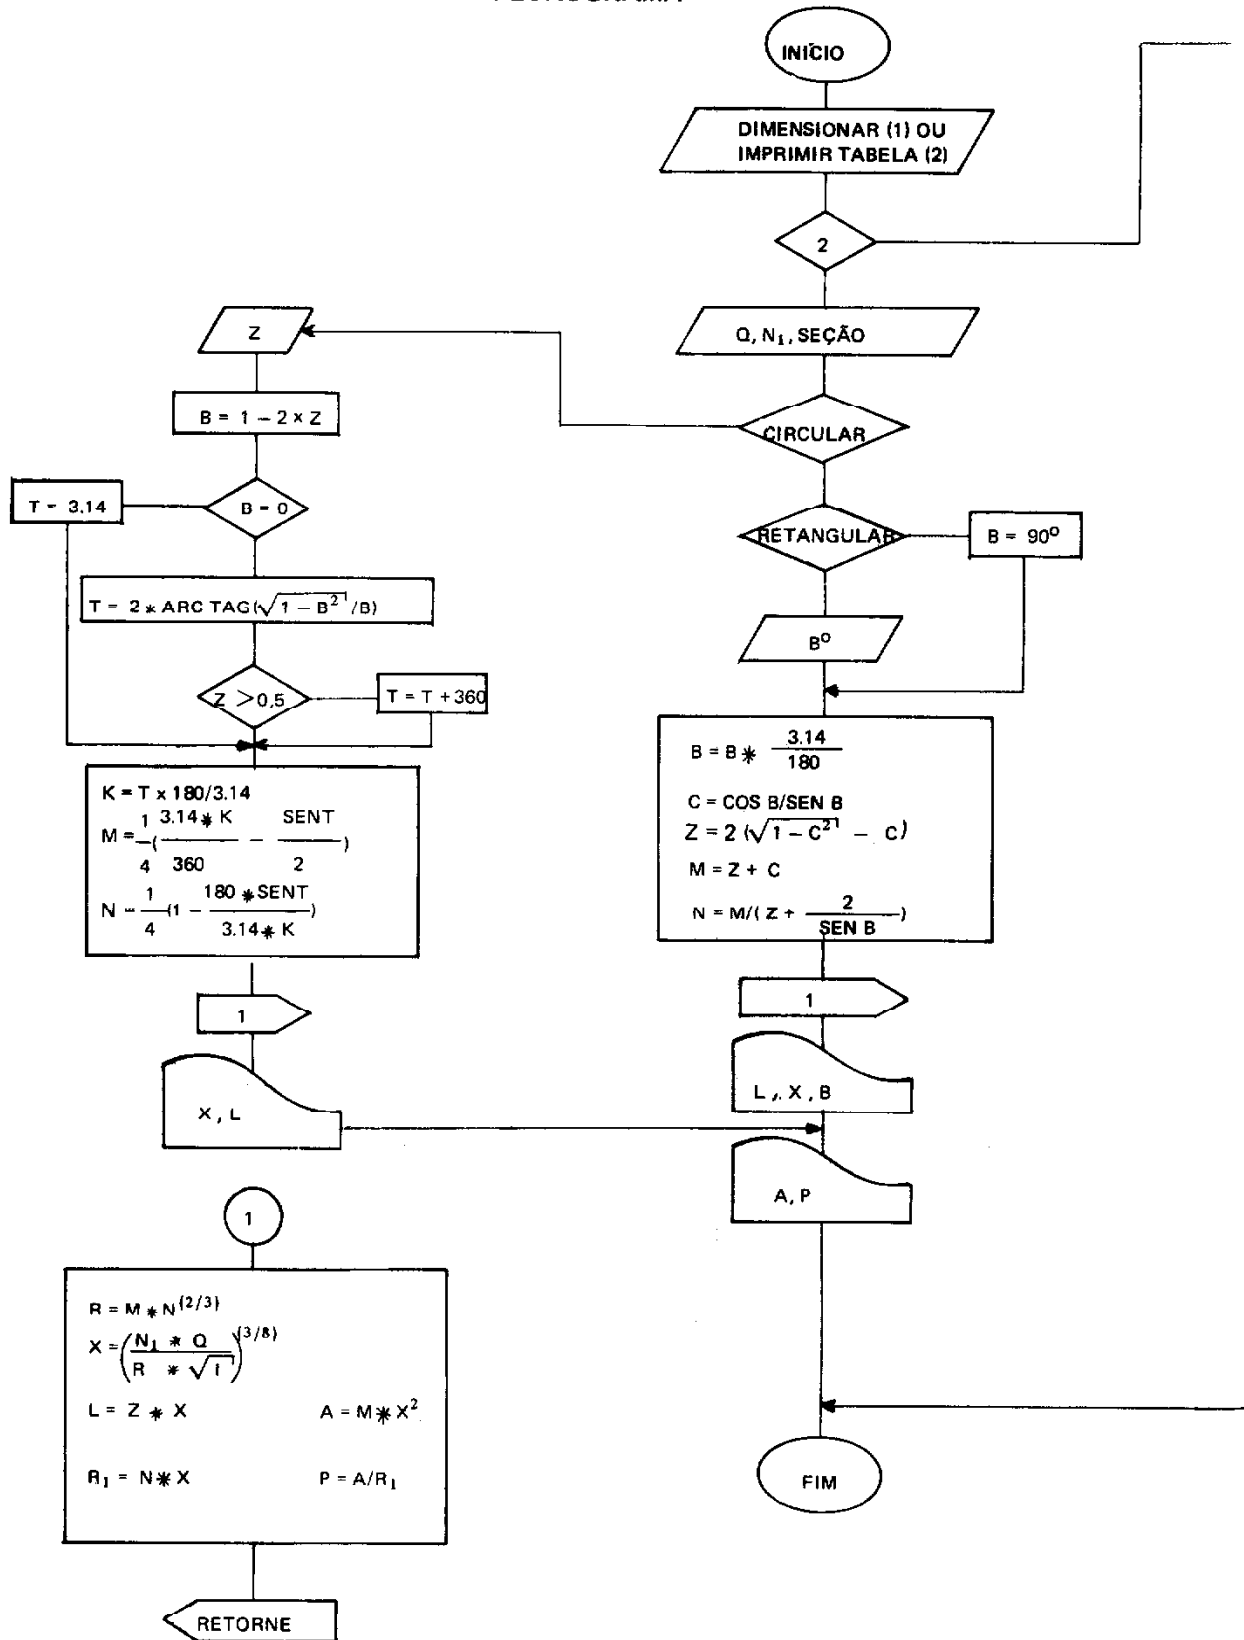 INÍCIO
DIMENSIONAR (1) OU
IMPRIMIR TABELA (2)
2
Q, N₁, SEÇÃO
CIRCULAR
RETANGULAR
B = 90°
B°
B = B * 3.14 / 180
C = COS B/SEN B
Z = 2 (√1 − C² − C)
M = Z + C
N = M/( Z + 2 / SEN B )
1
L, X, B
A, P
FIM
Z
B = 1 − 2 × Z
B = 0
T = 3.14
T = 2 * ARC TAG(√1 − B² /B)
Z > 0,5
T = T + 360
K = T x 180/3.14
M = 1/4 ( 3.14 * K / 360 − SENT / 2 )
N = 1/4 (1 − 180 * SENT / 3.14 * K )
1
X, L
1
R = M * N^(2/3)
X = ( N₁ * Q / R * √I )^(3/8)
L = Z * X A = M * X²
R₁ = N * X P = A/R₁
RETORNE